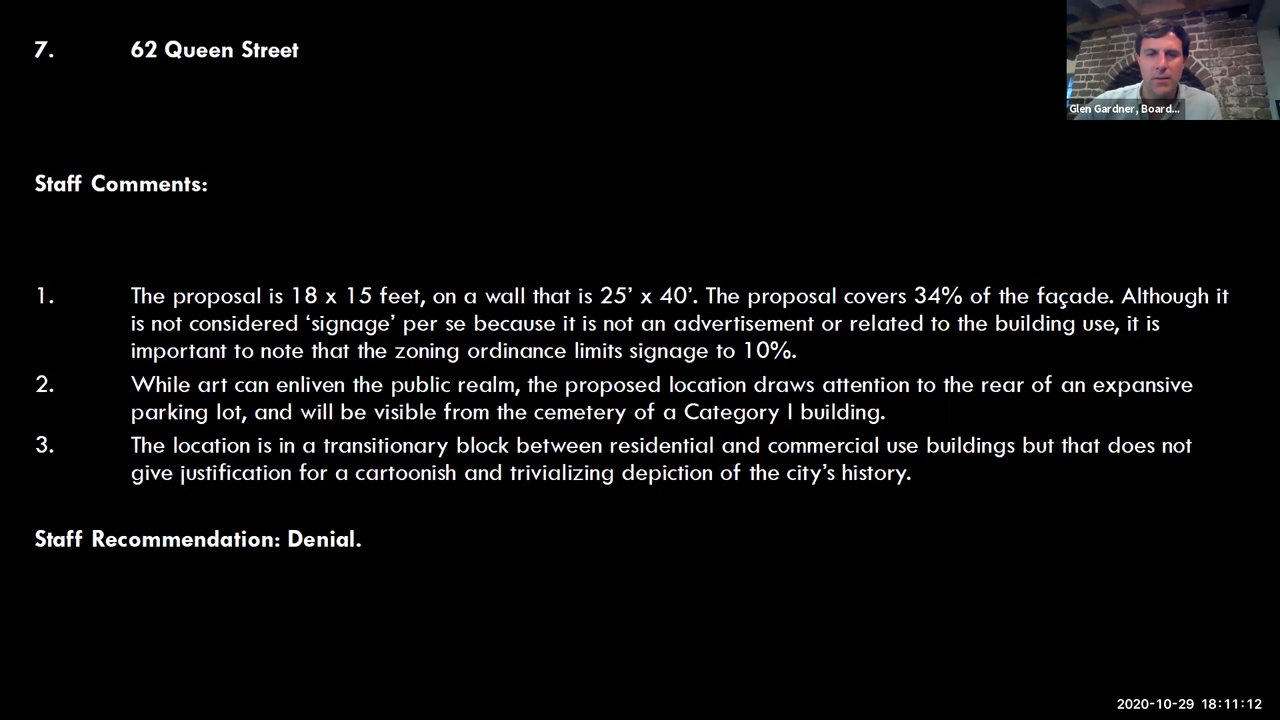 7. 62 Queen Street
Glen Gardner, Board...
Staff Comments:
1. The proposal is 18 x 15 feet, on a wall that is 25’ x 40’. The proposal covers 34% of the façade. Although it
is not considered ‘signage’ per se because it is not an advertisement or related to the building use, it is
important to note that the zoning ordinance limits signage to 10%.
2. While art can enliven the public realm, the proposed location draws attention to the rear of an expansive
parking lot, and will be visible from the cemetery of a Category I building.
3. The location is in a transitionary block between residential and commercial use buildings but that does not
give justification for a cartoonish and trivializing depiction of the city’s history.
Staff Recommendation: Denial.
2020-10-29 18:11:12